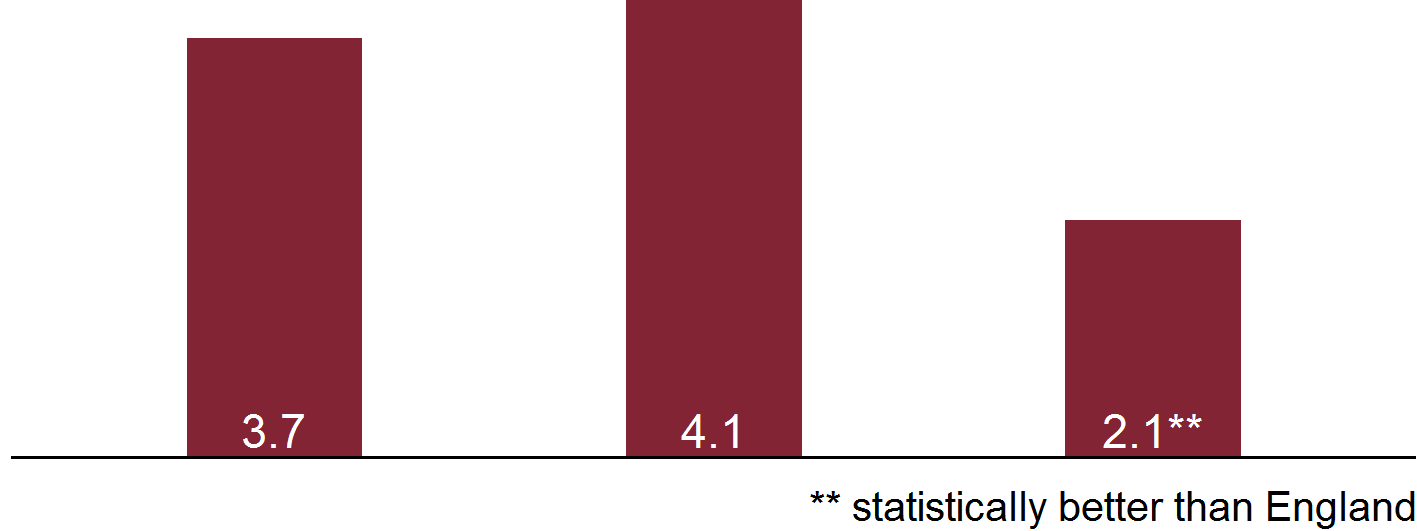 3.7 4.1 2.1**
** statistically better than England